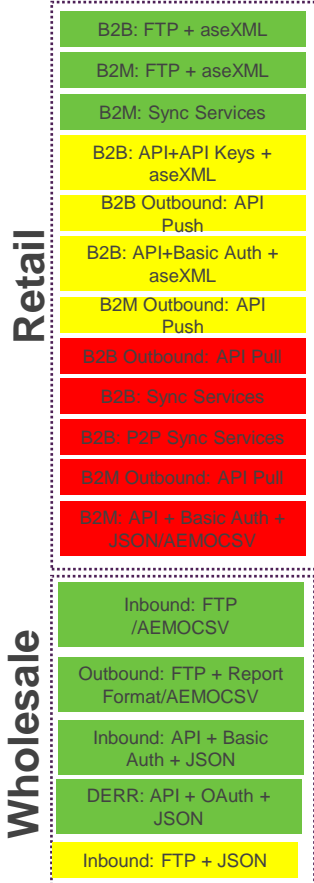 Retail
B2B: FTP + aseXML
B2M: FTP + aseXML
B2M: Sync Services
B2B: API+API Keys +
aseXML
B2B Outbound: API
Push
B2B: API+Basic Auth +
aseXML
B2M Outbound: API
Push
B2B Outbound: API Pull
B2B: Sync Services
B2B: P2P Sync Services
B2M Outbound: API Pull
B2M: API + Basic Auth +
JSON/AEMOCSV
Wholesale
Inbound: FTP
/AEMOCSV
Outbound: FTP + Report
Format/AEMOCSV
Inbound: API + Basic
Auth + JSON
DERR: API + OAuth +
JSON
Inbound: FTP + JSON